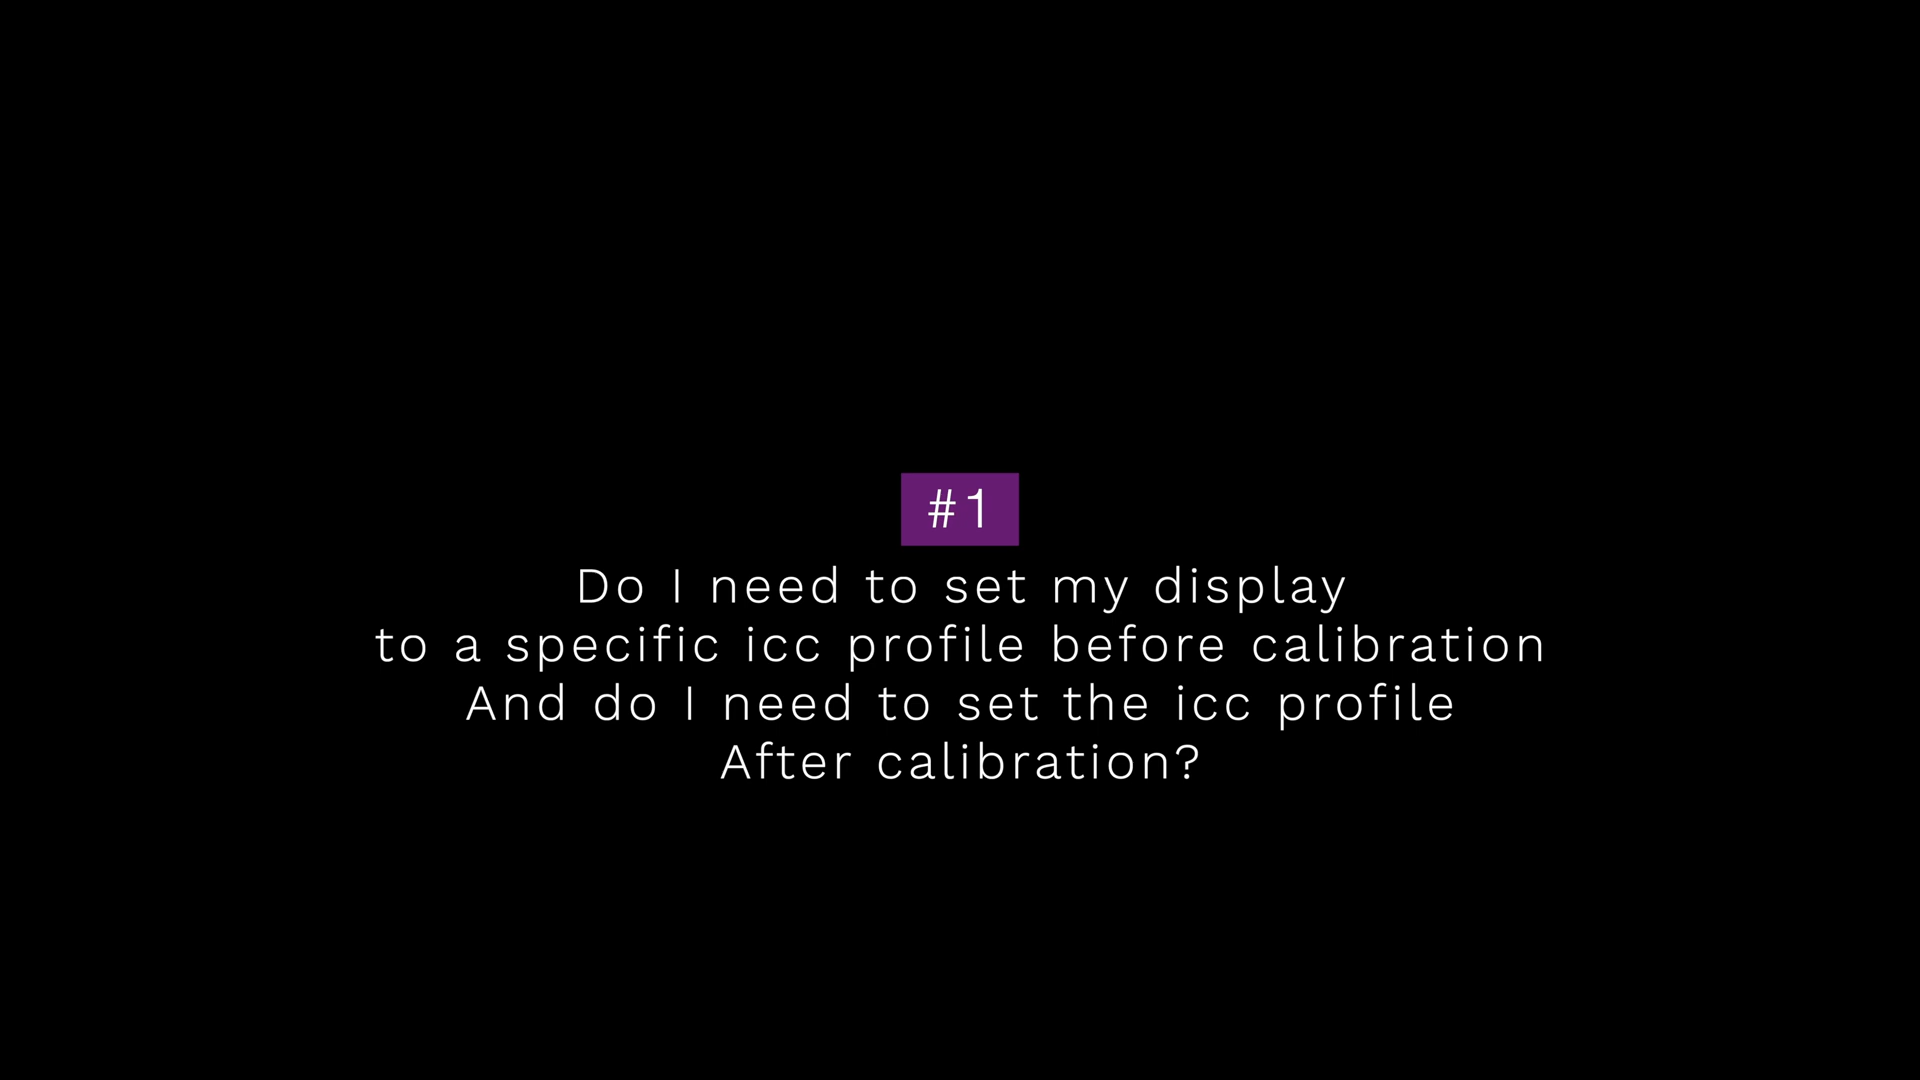 #1
Do I need to set my display
to a specific icc profile before calibration
And do I need to set the icc profile
After calibration?